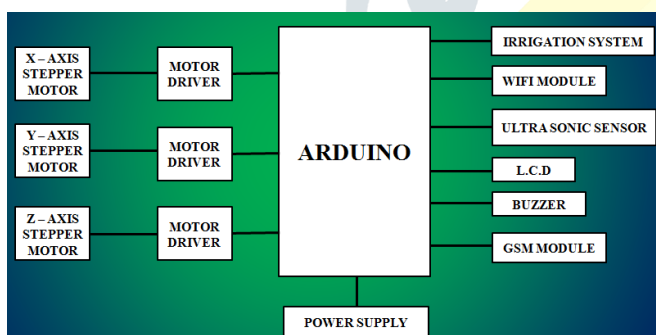 X – AXIS
STEPPER
MOTOR
MOTOR
DRIVER
Y – AXIS
STEPPER
MOTOR
MOTOR
DRIVER
Z – AXIS
STEPPER
MOTOR
MOTOR
DRIVER
ARDUINO
IRRIGATION SYSTEM
WIFI MODULE
ULTRA SONIC SENSOR
L.C.D
BUZZER
GSM MODULE
POWER SUPPLY